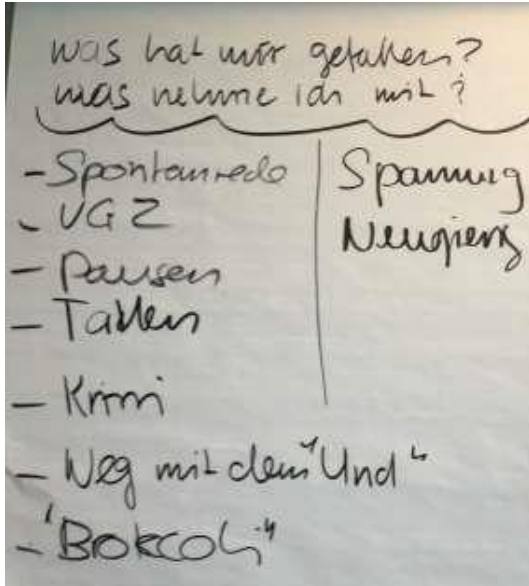 Was hat mir gefallen?
Was nehme ich mit?
- Spontanrede
- VGZ
- Pausen
-
- Krimi
- Weg mit dem "Und"
- "Brokkoli"
Spannung
Neugierig